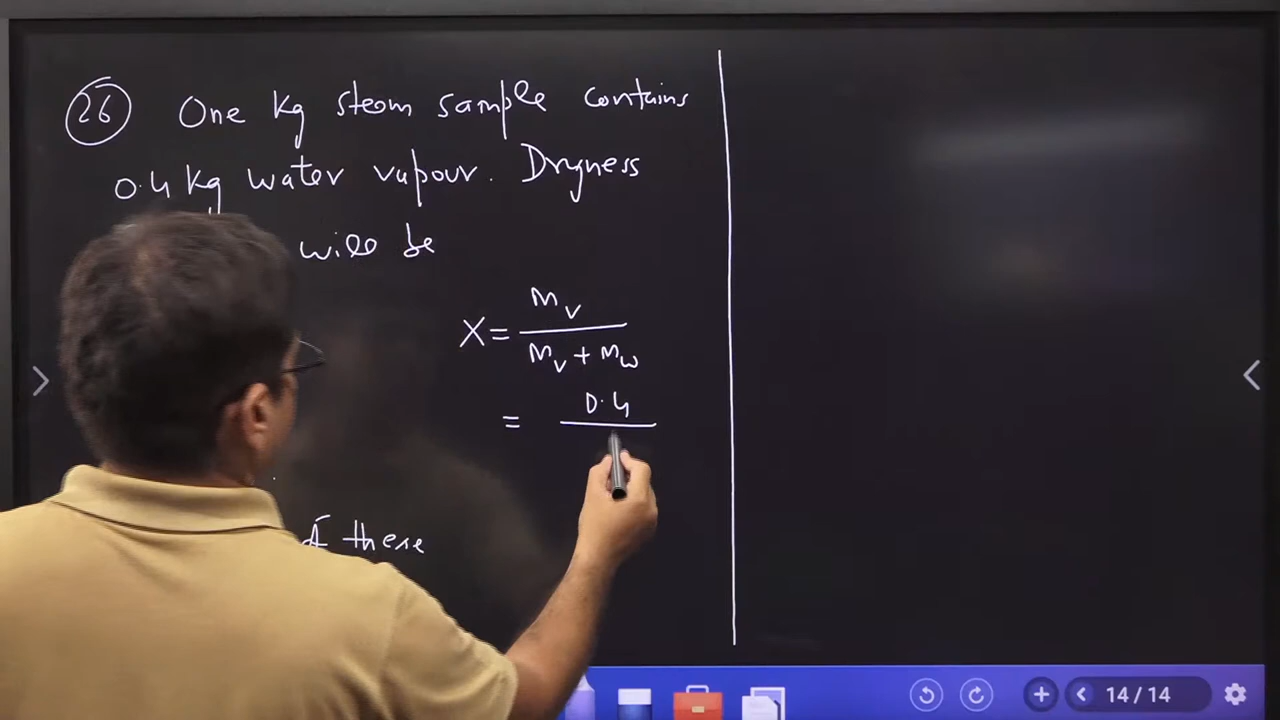 26 One kg steam sample contains
0.4 kg water vapour. Dryness
will be
X = mv
mv + mw
= 0.4
these
14 / 14